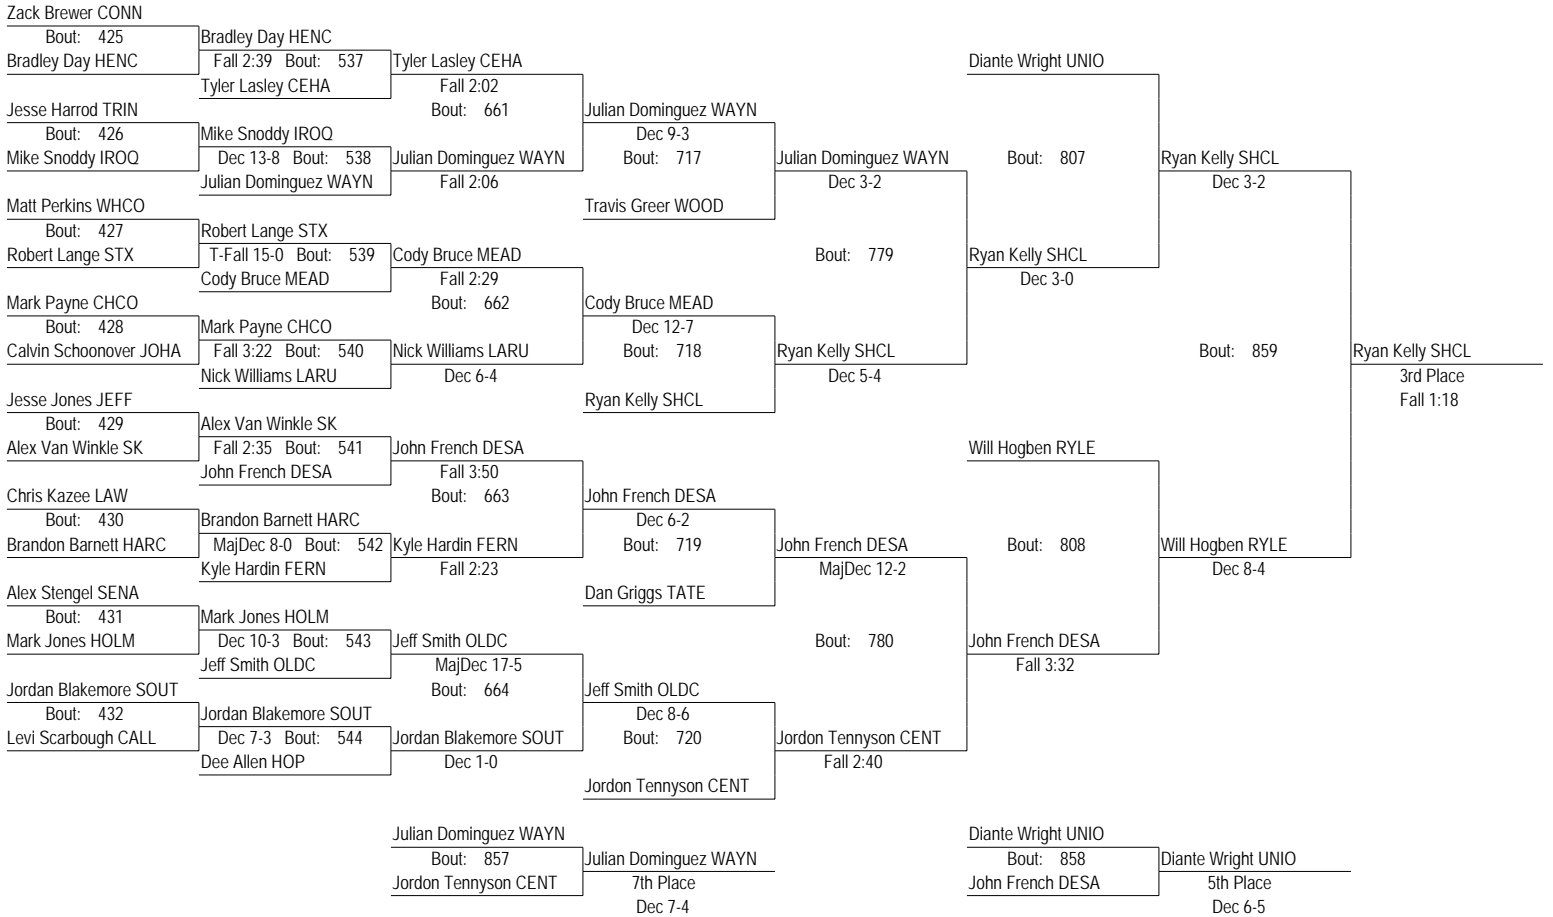 Zack Brewer CONN
Bout: 425
Bradley Day HENC
Bradley Day HENC
Fall 2:39 Bout: 537
Tyler Lasley CEHA
Tyler Lasley CEHA
Fall 2:02
Bout: 661
Jesse Harrod TRIN
Bout: 426
Mike Snoddy IROQ
Mike Snoddy IROQ
Dec 13-8 Bout: 538
Julian Dominguez WAYN
Julian Dominguez WAYN
Fall 2:06
Julian Dominguez WAYN
Dec 9-3
Bout: 717
Travis Greer WOOD
Julian Dominguez WAYN
Dec 3-2
Matt Perkins WHCO
Bout: 427
Robert Lange STX
Robert Lange STX
T-Fall 15-0 Bout: 539
Cody Bruce MEAD
Cody Bruce MEAD
Fall 2:29
Bout: 662
Mark Payne CHCO
Bout: 428
Calvin Schoonover JOHA
Mark Payne CHCO
Fall 3:22 Bout: 540
Nick Williams LARU
Nick Williams LARU
Dec 6-4
Cody Bruce MEAD
Dec 12-7
Bout: 718
Ryan Kelly SHCL
Ryan Kelly SHCL
Dec 5-4
Bout: 779
Diante Wright UNIO
Bout: 807
Ryan Kelly SHCL
Dec 3-0
Ryan Kelly SHCL
Dec 3-2
Jesse Jones JEFF
Bout: 429
Alex Van Winkle SK
Alex Van Winkle SK
Fall 2:35 Bout: 541
John French DESA
John French DESA
Fall 3:50
Bout: 663
Chris Kazee LAW
Bout: 430
Brandon Barnett HARC
Brandon Barnett HARC
MajDec 8-0 Bout: 542
Kyle Hardin FERN
Kyle Hardin FERN
Fall 2:23
John French DESA
Dec 6-2
Bout: 719
Dan Griggs TATE
John French DESA
MajDec 12-2
Alex Stengel SENA
Bout: 431
Mark Jones HOLM
Mark Jones HOLM
Dec 10-3 Bout: 543
Jeff Smith OLDC
Jeff Smith OLDC
MajDec 17-5
Bout: 664
Jordan Blakemore SOUT
Bout: 432
Levi Scarbough CALL
Jordan Blakemore SOUT
Dec 7-3 Bout: 544
Dee Allen HOP
Jordan Blakemore SOUT
Dec 1-0
Jeff Smith OLDC
Dec 8-6
Bout: 720
Jordon Tennyson CENT
Jordon Tennyson CENT
Fall 2:40
Bout: 780
Will Hogben RYLE
Bout: 808
John French DESA
Fall 3:32
Will Hogben RYLE
Dec 8-4
Bout: 859
Ryan Kelly SHCL
3rd Place
Fall 1:18
Julian Dominguez WAYN
Bout: 857
Jordon Tennyson CENT
Julian Dominguez WAYN
7th Place
Dec 7-4
Diante Wright UNIO
Bout: 858
John French DESA
Diante Wright UNIO
5th Place
Dec 6-5